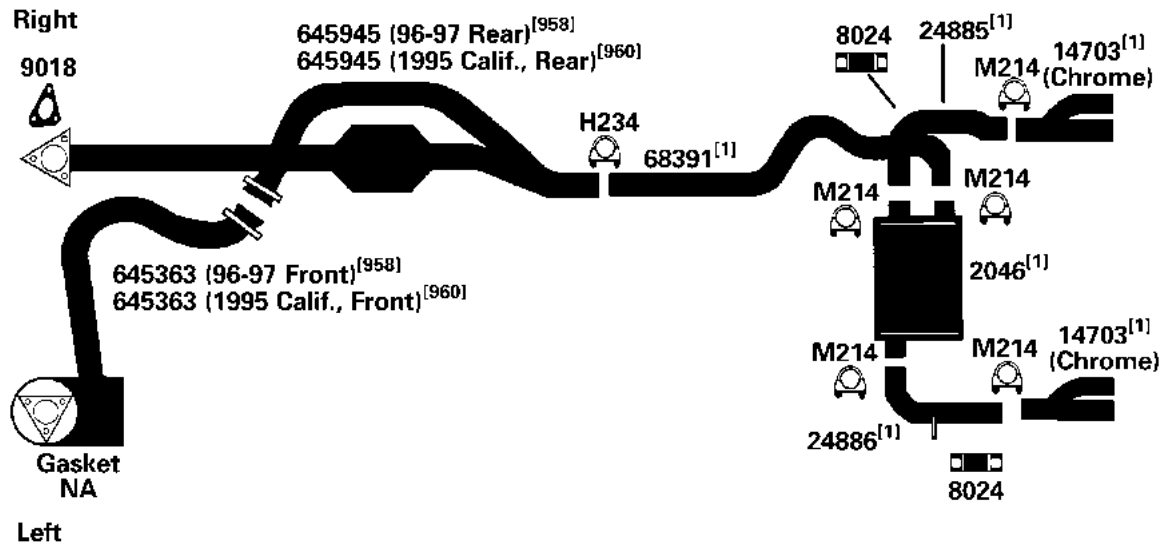 Right
9018
645945 (96-97 Rear)[958]
645945 (1995 Calif., Rear)[960]
H234
68391[1]
8024
24885[1]
M214
14703[1]
(Chrome)
M214
M214
645363 (96-97 Front)[958]
645363 (1995 Calif., Front)[960]
2046[1]
M214
M214
14703[1]
(Chrome)
24886[1]
8024
Gasket
NA
Left